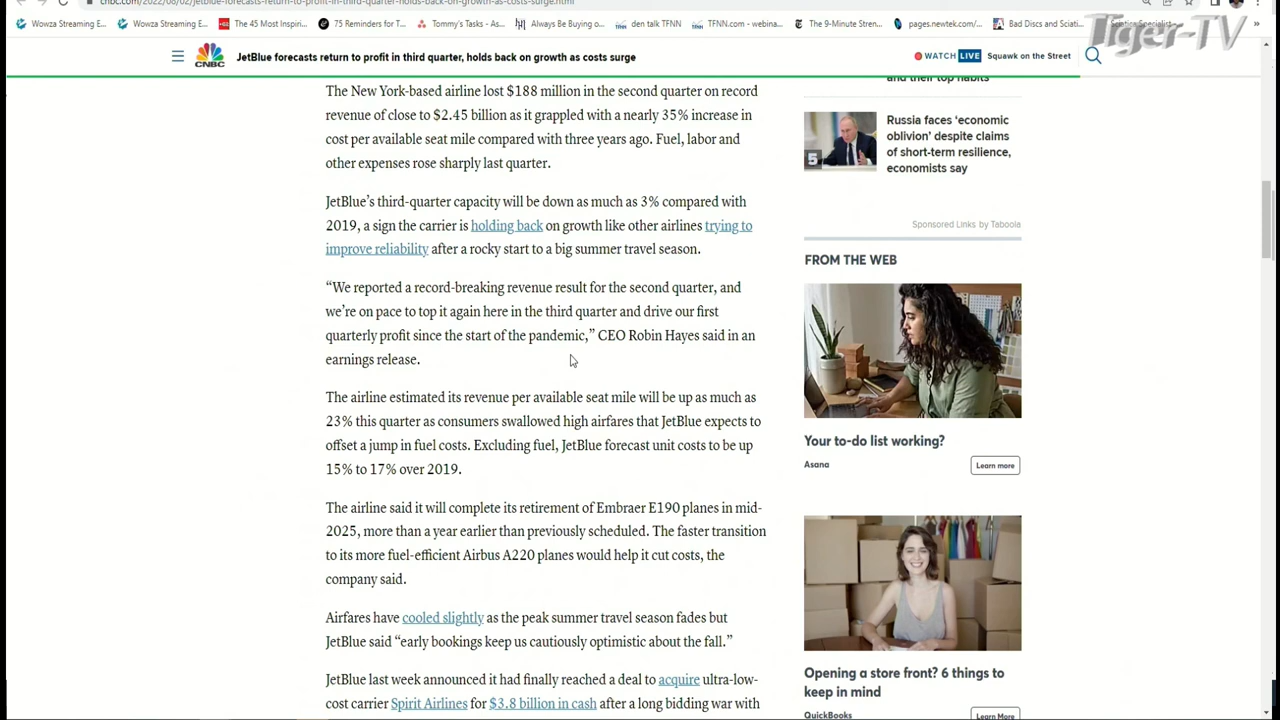 cnbc.com/2022/08/02/jetblue-forecasts-return-to-profit-in-third-quarter-holds-back-on-growth-as-costs-surge.html
Wowza Streaming E...
Wowza Streaming E...
The 45 Most Inspiri...
75 Reminders for T...
Tommy's Tasks - As...
Always Be Buying o...
den talk TFNN
TFNN.com - webina...
The 9-Minute Stren...
pages.newtek.com/...
Bad Discs and Sciati...
Tiger-TV
CNBC
JetBlue forecasts return to profit in third quarter, holds back on growth as costs surge
WATCH LIVE
Squawk on the Street
The New York-based airline lost $188 million in the second quarter on record
revenue of close to $2.45 billion as it grappled with a nearly 35% increase in
cost per available seat mile compared with three years ago. Fuel, labor and
other expenses rose sharply last quarter.
JetBlue's third-quarter capacity will be down as much as 3% compared with
2019, a sign the carrier is holding back on growth like other airlines trying to
improve reliability after a rocky start to a big summer travel season.
“We reported a record-breaking revenue result for the second quarter, and
we're on pace to top it again here in the third quarter and drive our first
quarterly profit since the start of the pandemic,” CEO Robin Hayes said in an
earnings release.
The airline estimated its revenue per available seat mile will be up as much as
23% this quarter as consumers swallowed high airfares that JetBlue expects to
offset a jump in fuel costs. Excluding fuel, JetBlue forecast unit costs to be up
15% to 17% over 2019.
The airline said it will complete its retirement of Embraer E190 planes in mid-
2025, more than a year earlier than previously scheduled. The faster transition
to its more fuel-efficient Airbus A220 planes would help it cut costs, the
company said.
Airfares have cooled slightly as the peak summer travel season fades but
JetBlue said “early bookings keep us cautiously optimistic about the fall.”
JetBlue last week announced it had finally reached a deal to acquire ultra-low-
cost carrier Spirit Airlines for $3.8 billion in cash after a long bidding war with
and their top habits
5
Russia faces ‘economic
oblivion’ despite claims
of short-term resilience,
economists say
Sponsored Links by Taboola
FROM THE WEB
Your to-do list working?
Asana
Learn more
Opening a store front? 6 things to
keep in mind
QuickBooks
Learn More